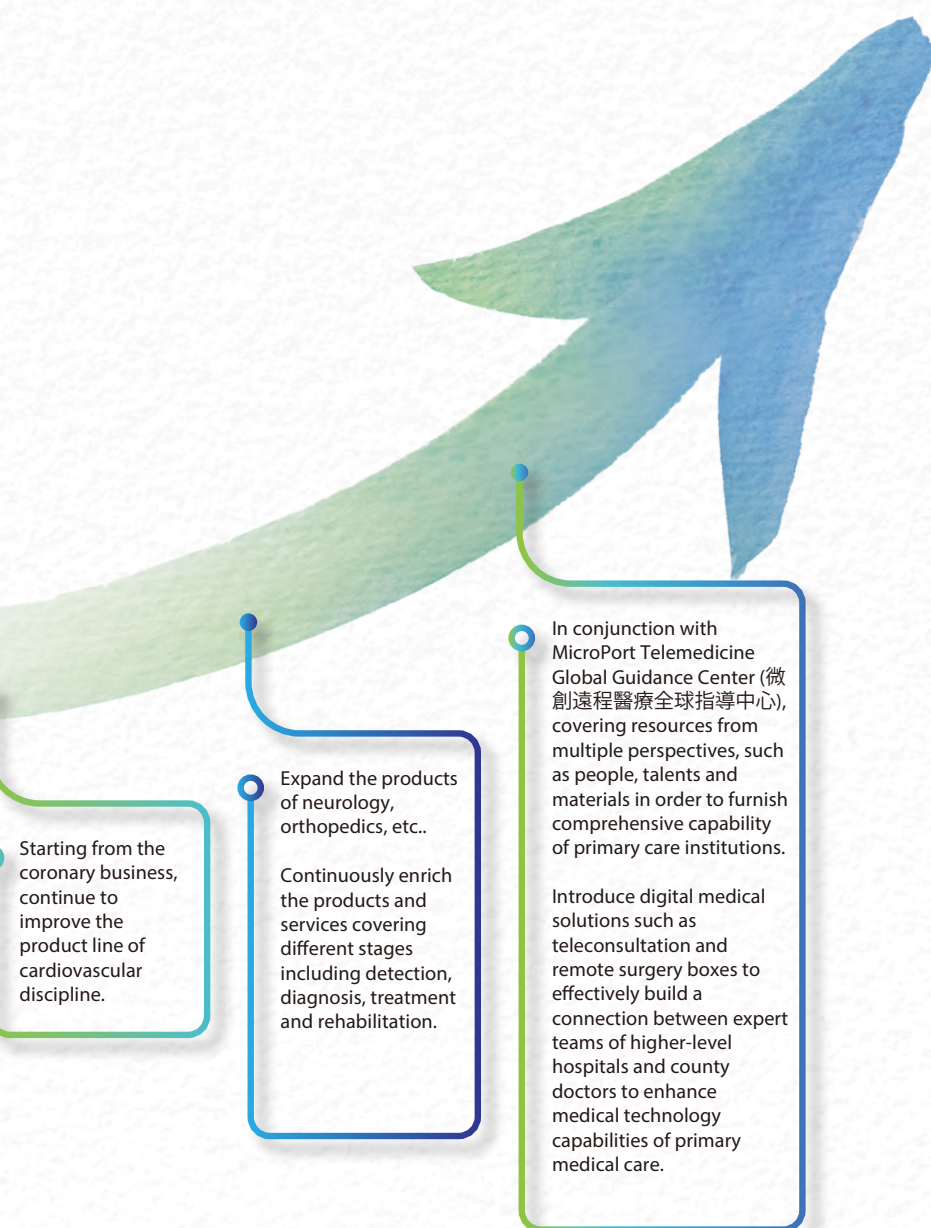 Starting from the
coronary business,
continue to
improve the
product line of
cardiovascular
discipline.
Expand the products
of neurology,
orthopedics, etc..
Continuously enrich
the products and
services covering
different stages
including detection,
diagnosis, treatment
and rehabilitation.
In conjunction with
MicroPort Telemedicine
Global Guidance Center (微
創遠程醫療全球指導中心),
covering resources from
multiple perspectives, such
as people, talents and
materials in order to furnish
comprehensive capability
of primary care institutions.
Introduce digital medical
solutions such as
teleconsultation and
remote surgery boxes to
effectively build a
connection between expert
teams of higher-level
hospitals and county
doctors to enhance
medical technology
capabilities of primary
medical care.